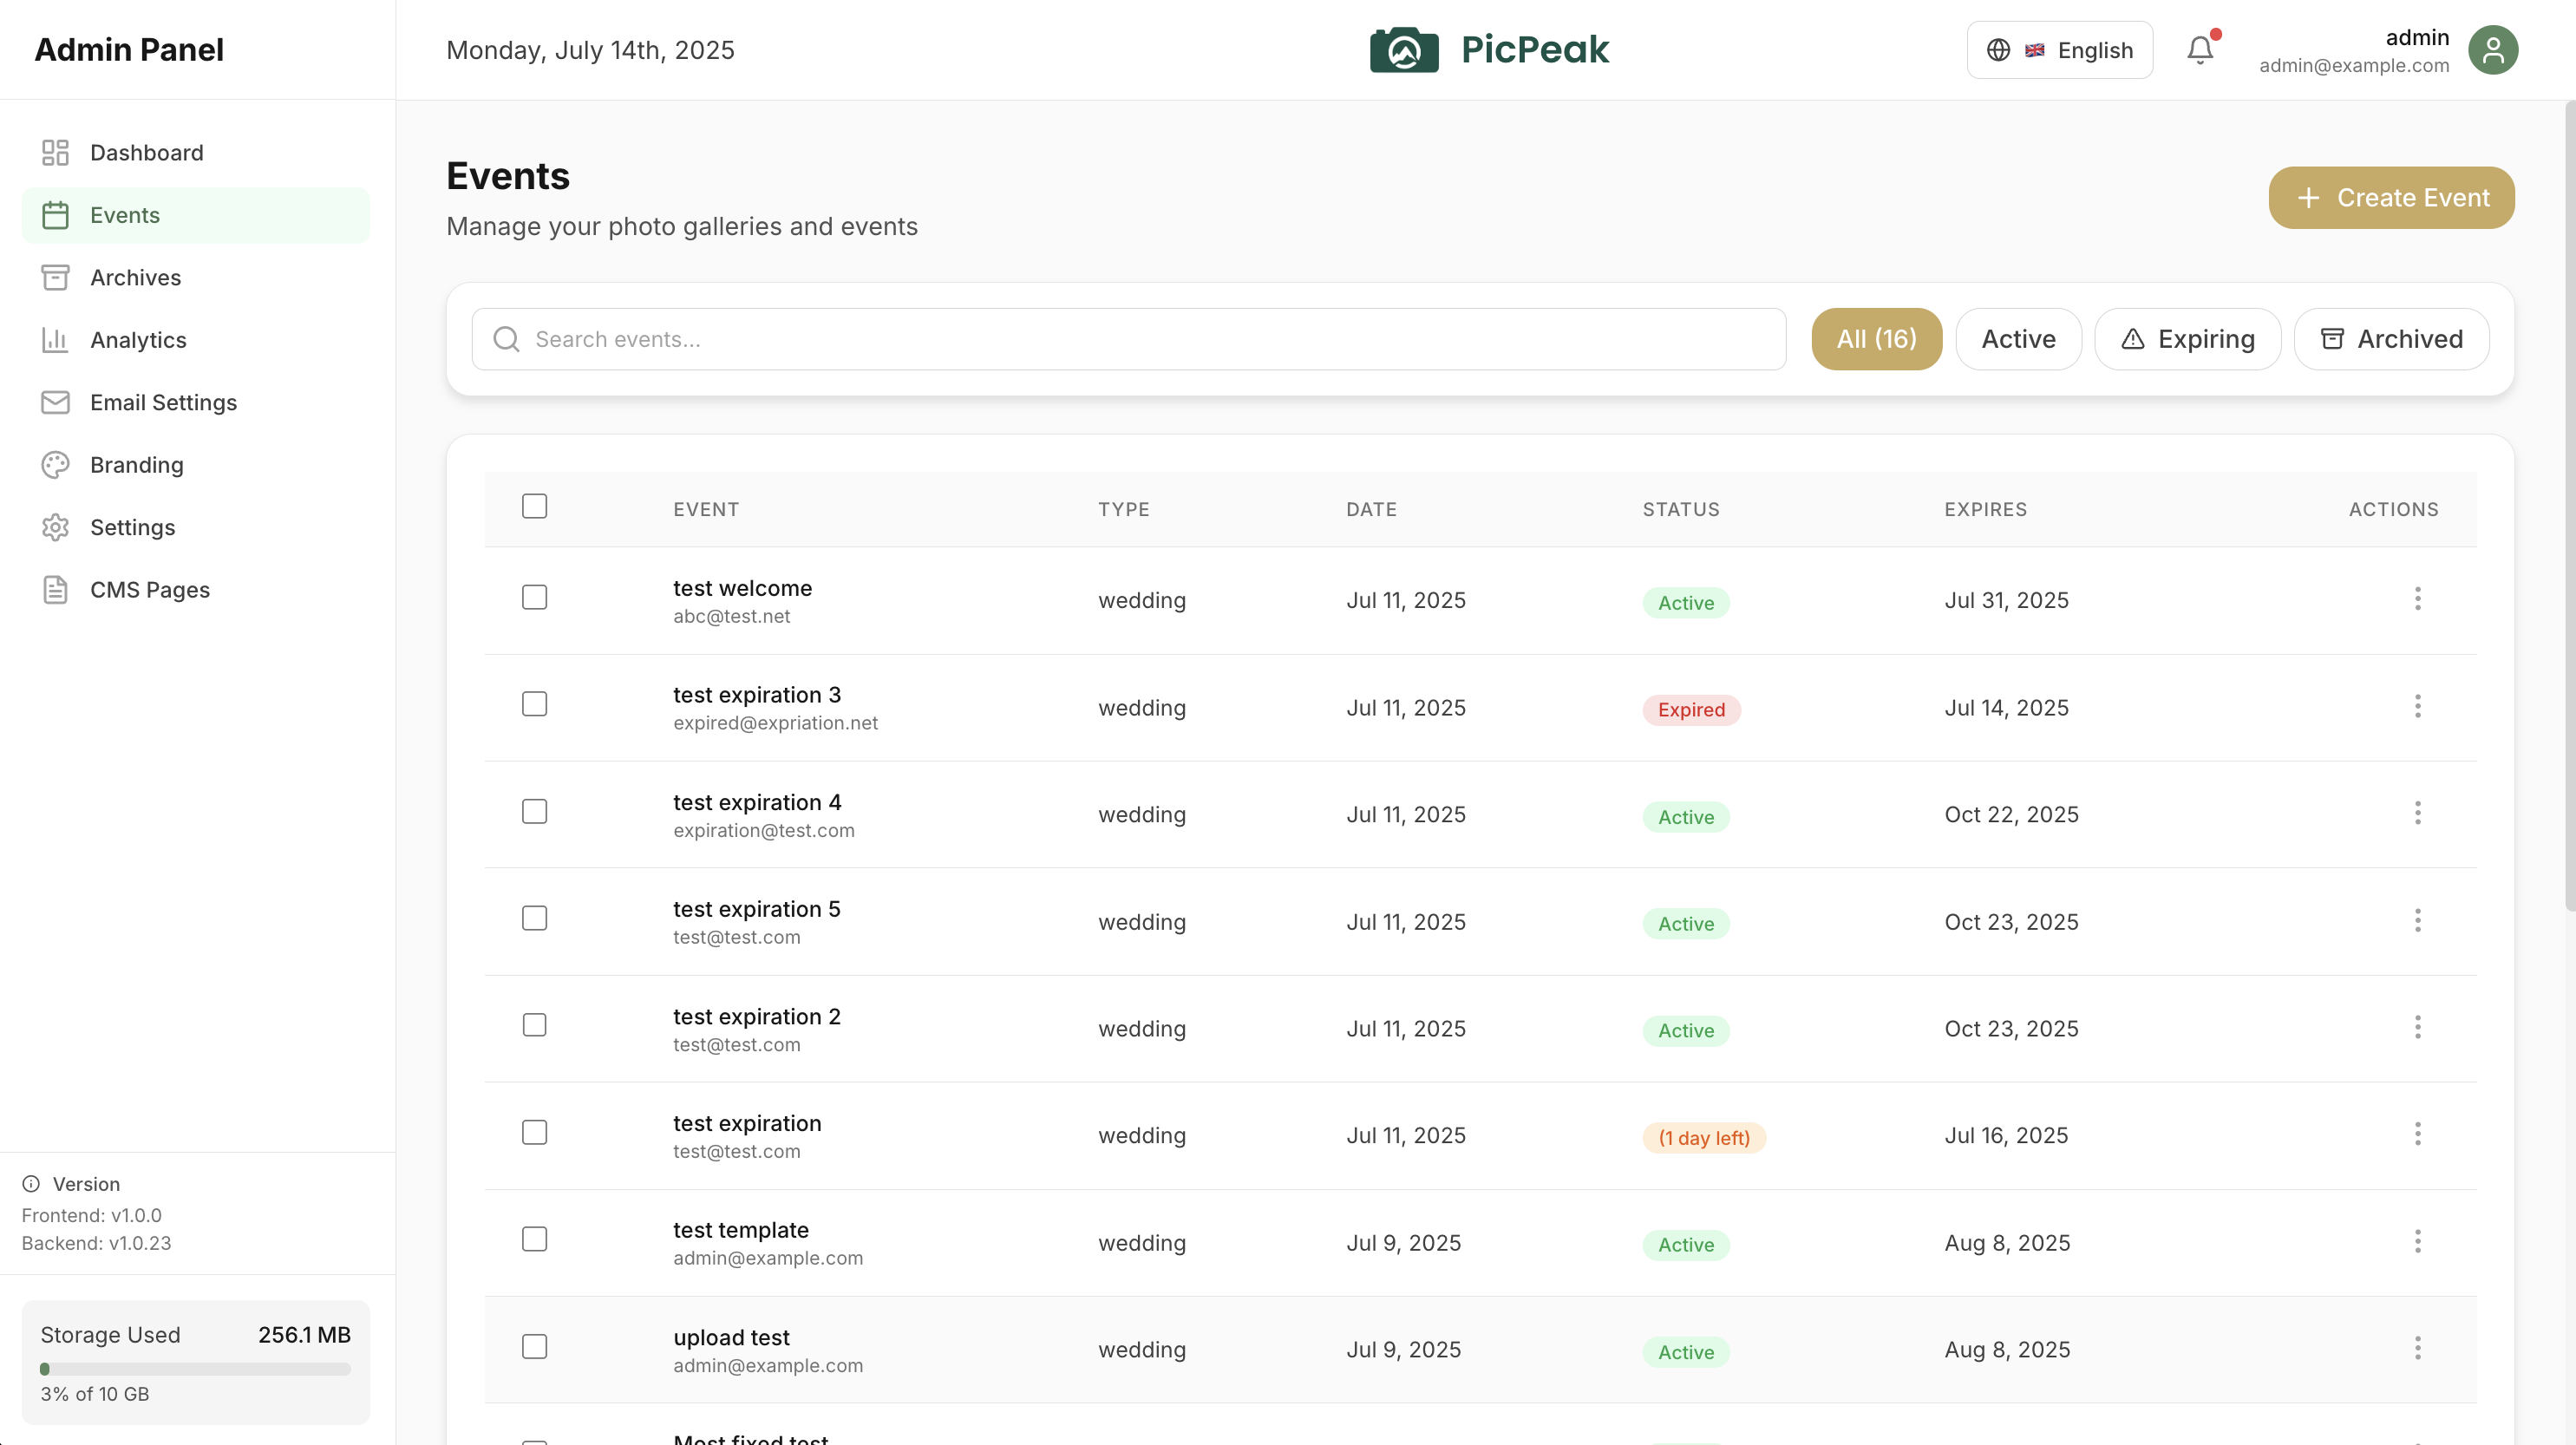 Admin Panel
Monday, July 14th, 2025
PicPeak
English
admin
admin@example.com
Dashboard
Events
Archives
Analytics
Email Settings
Branding
Settings
CMS Pages
Version
Frontend: v1.0.0
Backend: v1.0.23
Storage Used 256.1 MB
3% of 10 GB
Events
Manage your photo galleries and events
Create Event
Search events...
All (16) Active Expiring Archived
EVENT TYPE DATE STATUS EXPIRES ACTIONS
test welcome
abc@test.net
wedding Jul 11, 2025 Active Jul 31, 2025
test expiration 3
expired@expriation.net
wedding Jul 11, 2025 Expired Jul 14, 2025
test expiration 4
expiration@test.com
wedding Jul 11, 2025 Active Oct 22, 2025
test expiration 5
test@test.com
wedding Jul 11, 2025 Active Oct 23, 2025
test expiration 2
test@test.com
wedding Jul 11, 2025 Active Oct 23, 2025
test expiration
test@test.com
wedding Jul 11, 2025 (1 day left) Jul 16, 2025
test template
admin@example.com
wedding Jul 9, 2025 Active Aug 8, 2025
upload test
admin@example.com
wedding Jul 9, 2025 Active Aug 8, 2025
Most fixed test